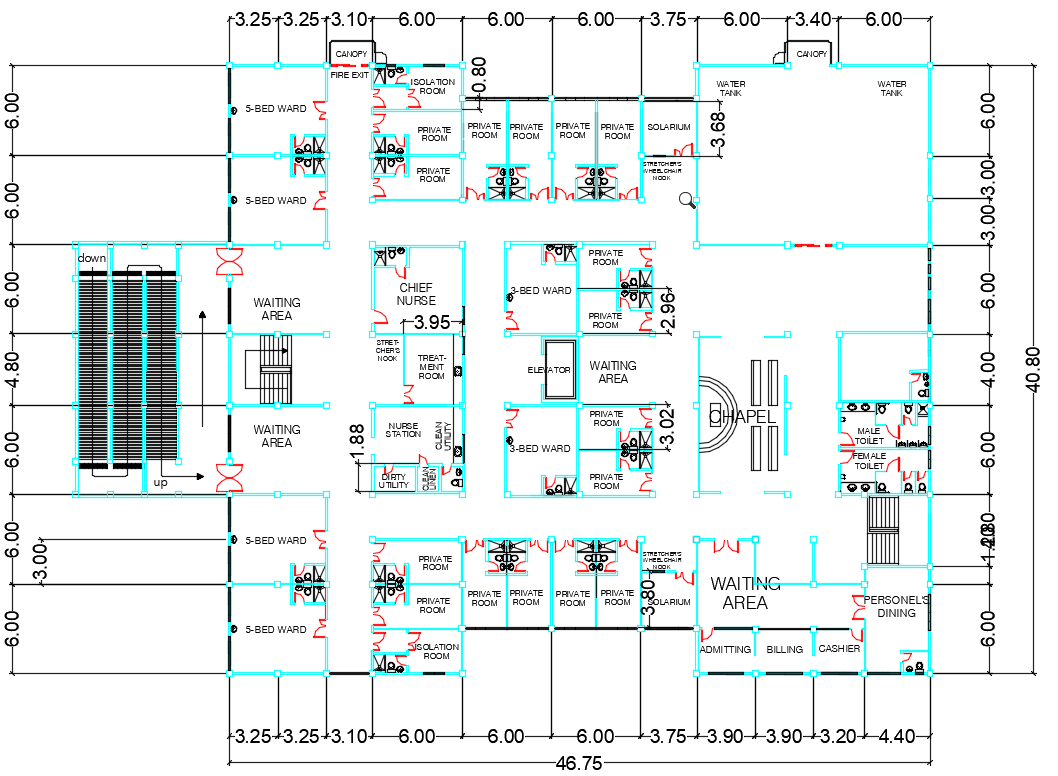 3.25 3.25 3.10 6.00 6.00 6.00 3.75 6.00 3.40 6.00
CANOPY
CANOPY
FIRE EXIT
ISOLATION
ROOM
0.80
WATER
TANK
WATER
TANK
6.00
5-BED WARD
PRIVATE
ROOM
PRIVATE
ROOM
PRIVATE
ROOM
PRIVATE
ROOM
PRIVATE
ROOM
SOLARIUM
3.68
6.00
PRIVATE
ROOM
STRETCHER'S
WHEELCHAIR
NOOK
6.00
5-BED WARD
3.00
3.00
down
6.00
WAITING
AREA
CHIEF
NURSE
3-BED WARD
PRIVATE
ROOM
PRIVATE
ROOM
2.96
6.00
3.95
4.80
STRET-
CHER'S
NOOK
TREAT-
MENT
ROOM
ELEVATOR
WAITING
AREA
4.00
40.80
6.00
WAITING
AREA
1.88
NURSE
STATION
CLEAN
UTILITY
3-BED WARD
PRIVATE
ROOM
3.02
CHAPEL
MALE
TOILET
6.00
up
DIRTY
UTILITY
CLEAN
LINEN
PRIVATE
ROOM
FEMALE
TOILET
6.00
3.00
5-BED WARD
PRIVATE
ROOM
STRETCHER'S
WHEELCHAIR
NOOK
PRIVATE
ROOM
PRIVATE
ROOM
PRIVATE
ROOM
PRIVATE
ROOM
PRIVATE
ROOM
3.80
SOLARIUM
WAITING
AREA
PERSONEL'S
DINING
6.00
6.00
5-BED WARD
ISOLATION
ROOM
ADMITTING
BILLING
CASHIER
3.25 3.25 3.10 6.00 6.00 6.00 3.75 3.90 3.90 3.20 4.40
46.75